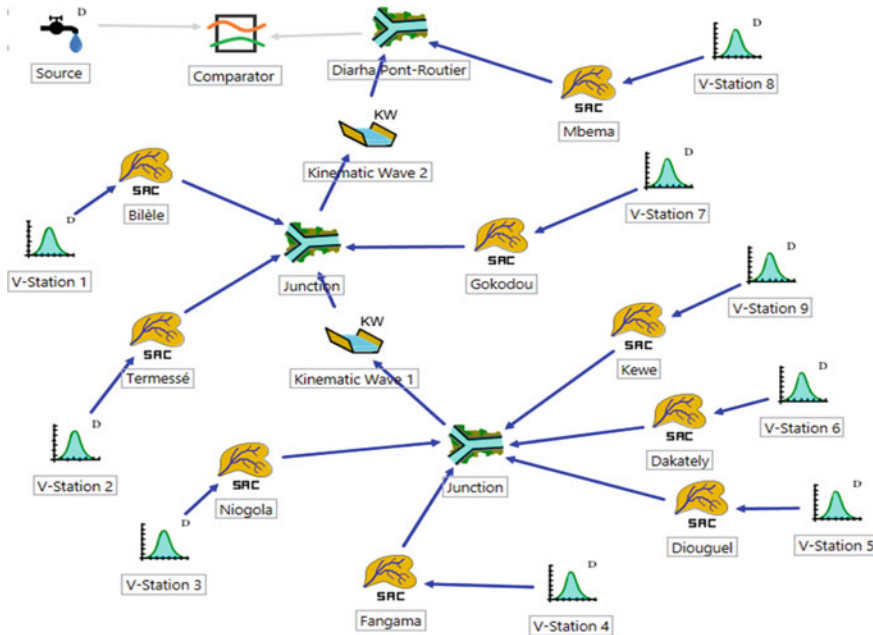 D
D
Source
Comparator
Diarha Pont-Routier
V-Station 8
SAC
Mbema
KW
Kinematic Wave 2
D
SAC
Bilèle
D
V-Station 7
D
V-Station 1
Junction
SAC
Gokodou
D
V-Station 9
SAC
Termessé
KW
Kinematic Wave 1
SAC
Kewe
D
V-Station 6
D
V-Station 2
SAC
Dakately
SAC
Niogola
Junction
D
V-Station 5
SAC
Diouguel
D
V-Station 3
SAC
Fangama
D
V-Station 4